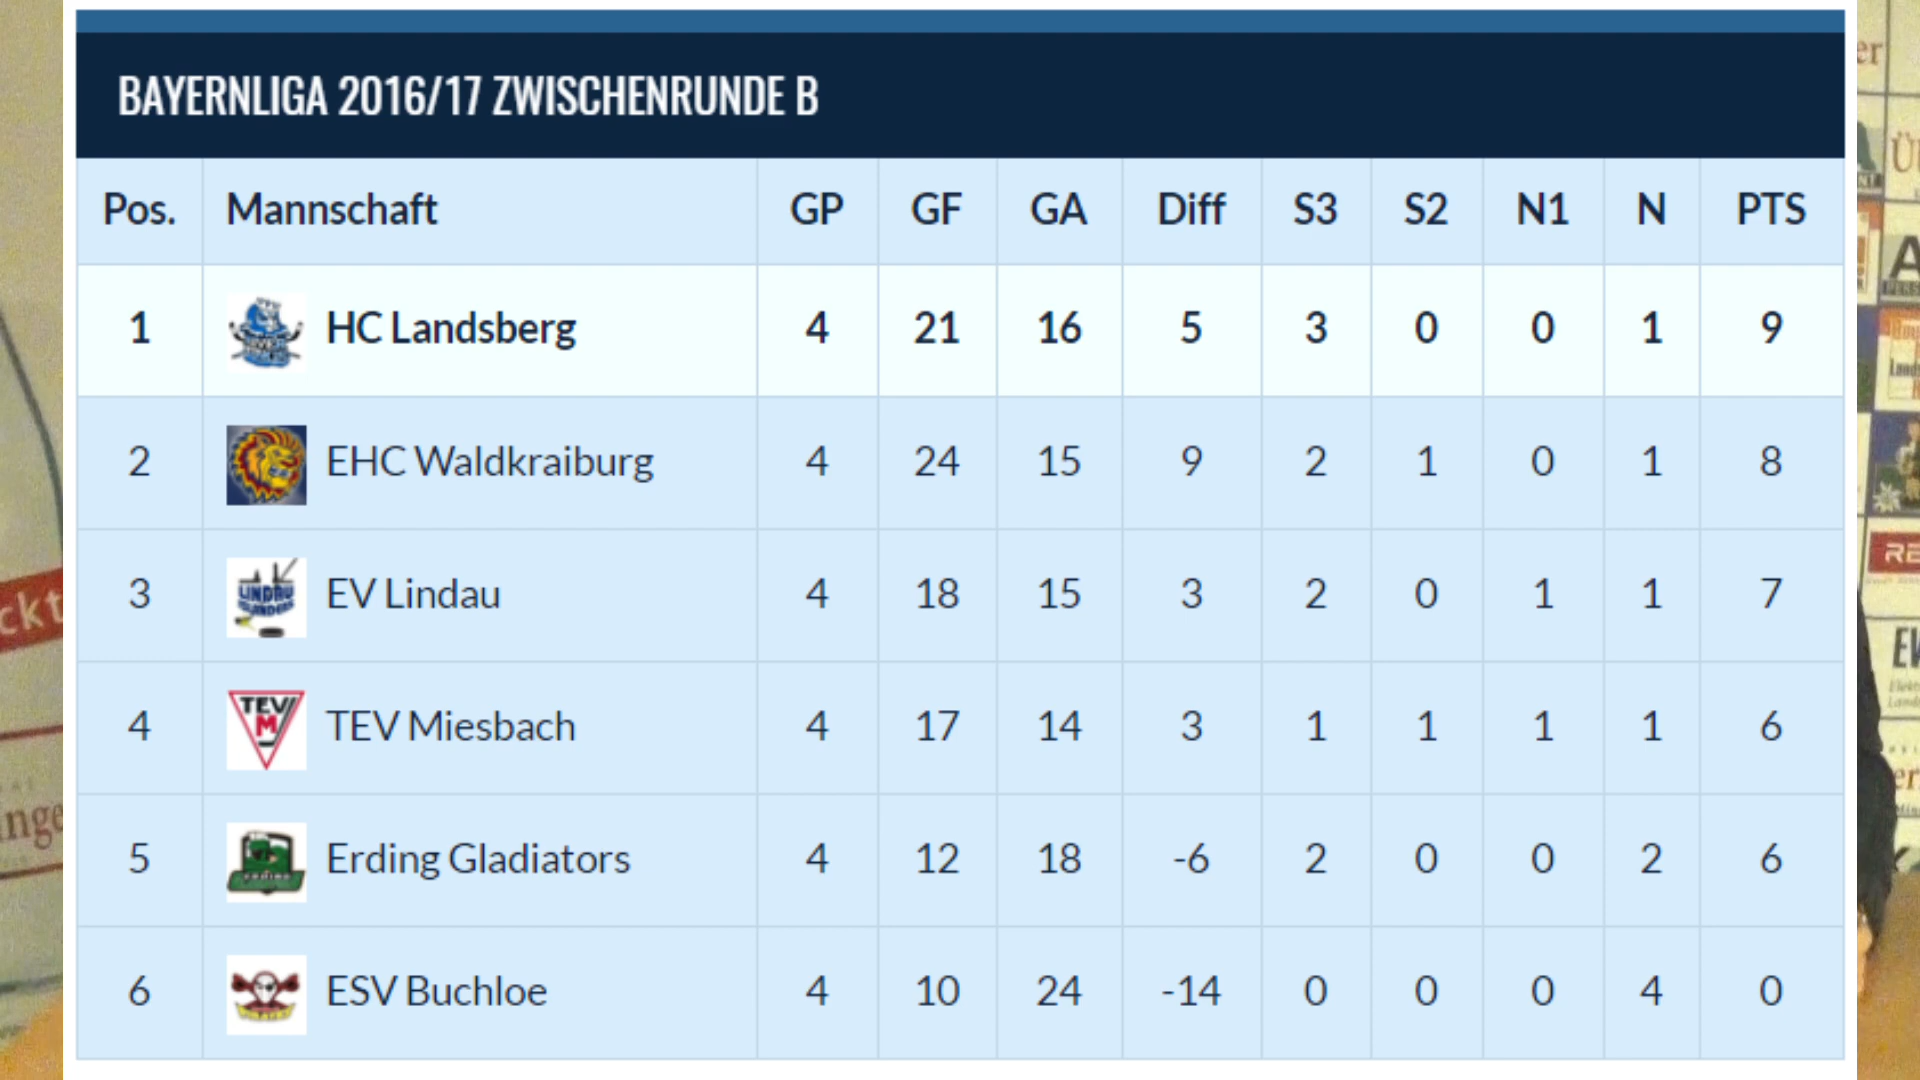 BAYERNLIGA 2016/17 ZWISCHENRUNDE B
Pos. Mannschaft GP GF GA Diff S3 S2 N1 N PTS
1 HC Landsberg 4 21 16 5 3 0 0 1 9
2 EHC Waldkraiburg 4 24 15 9 2 1 0 1 8
3 LINDAU ISLANDERS EV Lindau 4 18 15 3 2 0 1 1 7
4 TEV M TEV Miesbach 4 17 14 3 1 1 1 1 6
5 Erding Gladiators 4 12 18 -6 2 0 0 2 6
6 ESV Buchloe 4 10 24 -14 0 0 0 4 0